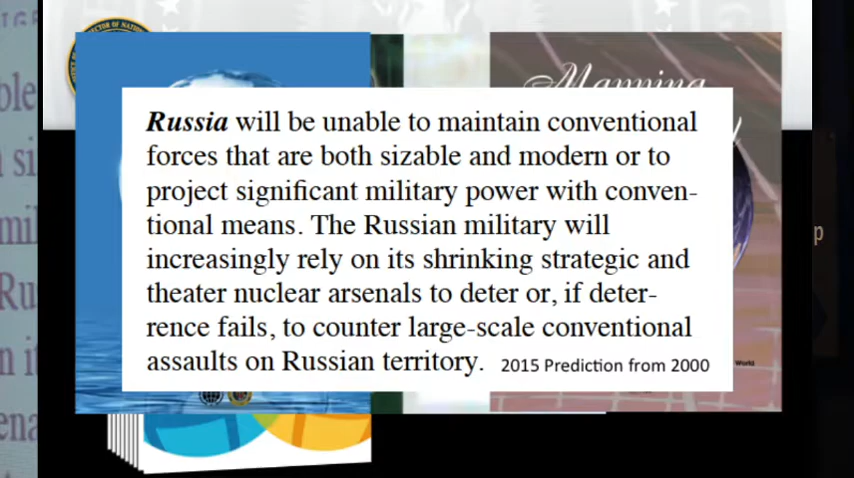 Russia will be unable to maintain conventional
forces that are both sizable and modern or to
project significant military power with conven-
tional means. The Russian military will
increasingly rely on its shrinking strategic and
theater nuclear arsenals to deter or, if deter-
rence fails, to counter large-scale conventional
assaults on Russian territory. 2015 Prediction from 2000
World